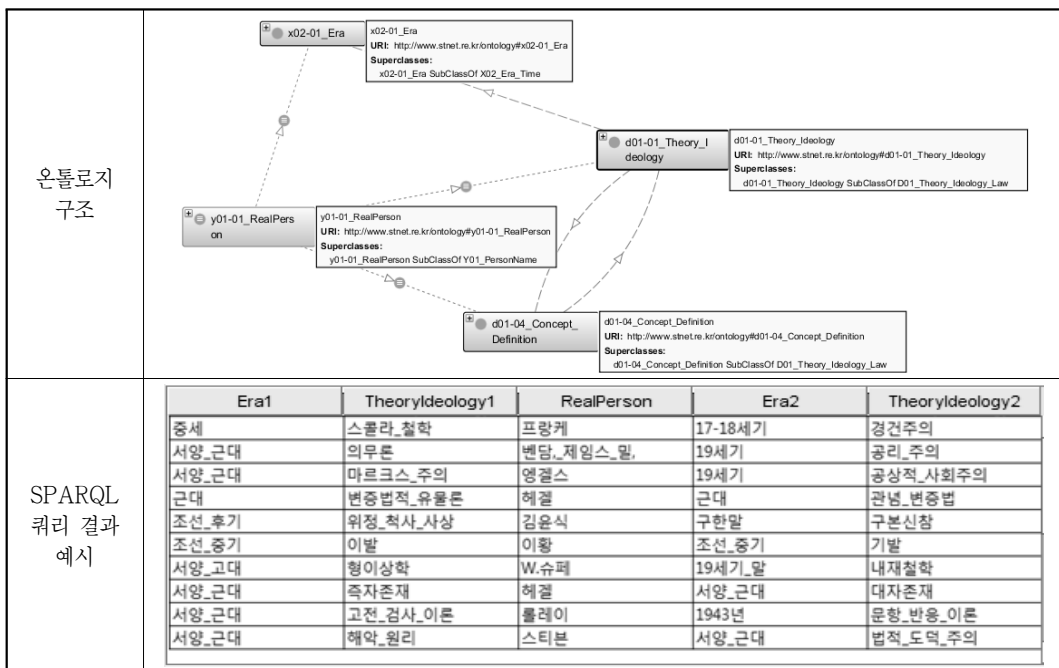 온톨로지
구조
x02-01_Era
x02-01_Era
URI: http://www.stnet.re.kr/ontology#x02-01_Era
Superclasses:
x02-01_Era SubClassOf X02_Era_Time
d01-01_Theory_I
deology
d01-01_Theory_Ideology
URI: http://www.stnet.re.kr/ontology#d01-01_Theory_Ideology
Superclasses:
d01-01_Theory_Ideology SubClassOf D01_Theory_Ideology_Law
y01-01_RealPers
on
y01-01_RealPerson
URI: http://www.stnet.re.kr/ontology#y01-01_RealPerson
Superclasses:
y01-01_RealPerson SubClassOf Y01_PersonName
d01-04_Concept_
Definition
d01-04_Concept_Definition
URI: http://www.stnet.re.kr/ontology#d01-04_Concept_Definition
Superclasses:
d01-04_Concept_Definition SubClassOf D01_Theory_Ideology_Law
SPARQL
쿼리 결과
예시
Era1 TheoryIdeology1 RealPerson Era2 TheoryIdeology2
중세 스콜라_철학 프랑케 17-18세기 경건주의
서양_근대 의무론 벤담,_제임스_밀, 19세기 공리_주의
서양_근대 마르크스_주의 엥겔스 19세기 공상적_사회주의
근대 변증법적_유물론 헤겔 근대 관념_변증법
조선_후기 위정_척사_사상 김윤식 구한말 구본신참
조선_중기 이발 이황 조선_중기 기발
서양_고대 형이상학 W.슈페 19세기_말 내재철학
서양_근대 즉자존재 헤겔 서양_근대 대자존재
서양_근대 고전_검사_이론 롤레이 1943년 문항_반응_이론
서양_근대 해악_원리 스티븐 서양_근대 법적_도덕_주의